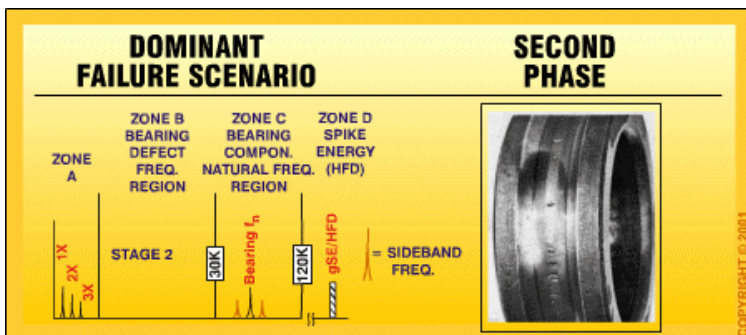 DOMINANT
FAILURE SCENARIO
SECOND
PHASE
ZONE
A
ZONE B
BEARING
DEFECT
FREQ.
REGION
ZONE C
BEARING
COMPON.
NATURAL FREQ.
REGION
ZONE D
SPIKE
ENERGY
(HFD)
1X
2X
3X
STAGE 2
30K
Bearing fn
120K
gSE/HFD
= SIDEBAND
FREQ.
COPYRIGHT © 2001